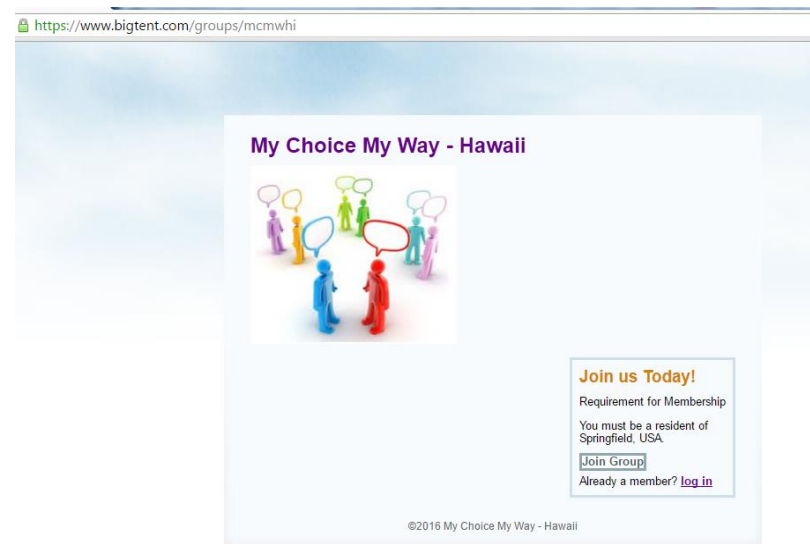 https://www.bigtent.com/groups/mcmwhi
My Choice My Way - Hawaii
Join us Today!
Requirement for Membership
You must be a resident of
Springfield, USA.
Join Group
Already a member? log in
©2016 My Choice My Way - Hawaii